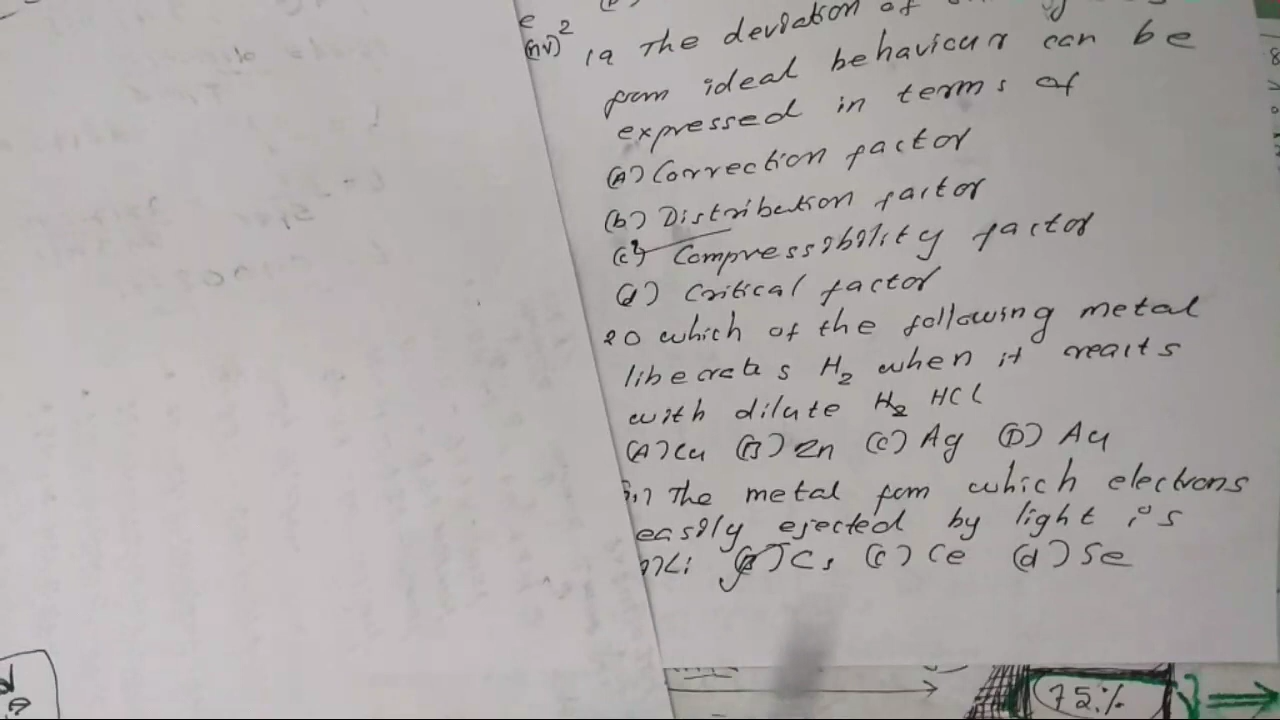 e
(nv)²
19 The deviation of
from ideal behaviour can be
expressed in terms of
(A) Correction factor
(b) Distribution factor
(c) Compressibility factor
(d) Critical factor
20 which of the following metal
liberates H₂ when it reacts
with dilute H₂ HCl
(A) Cu (B) Zn (C) Ag (D) Au
The metal from which electrons
easily ejected by light is
Li (B) Cs (c) Ce (d) Se
75%